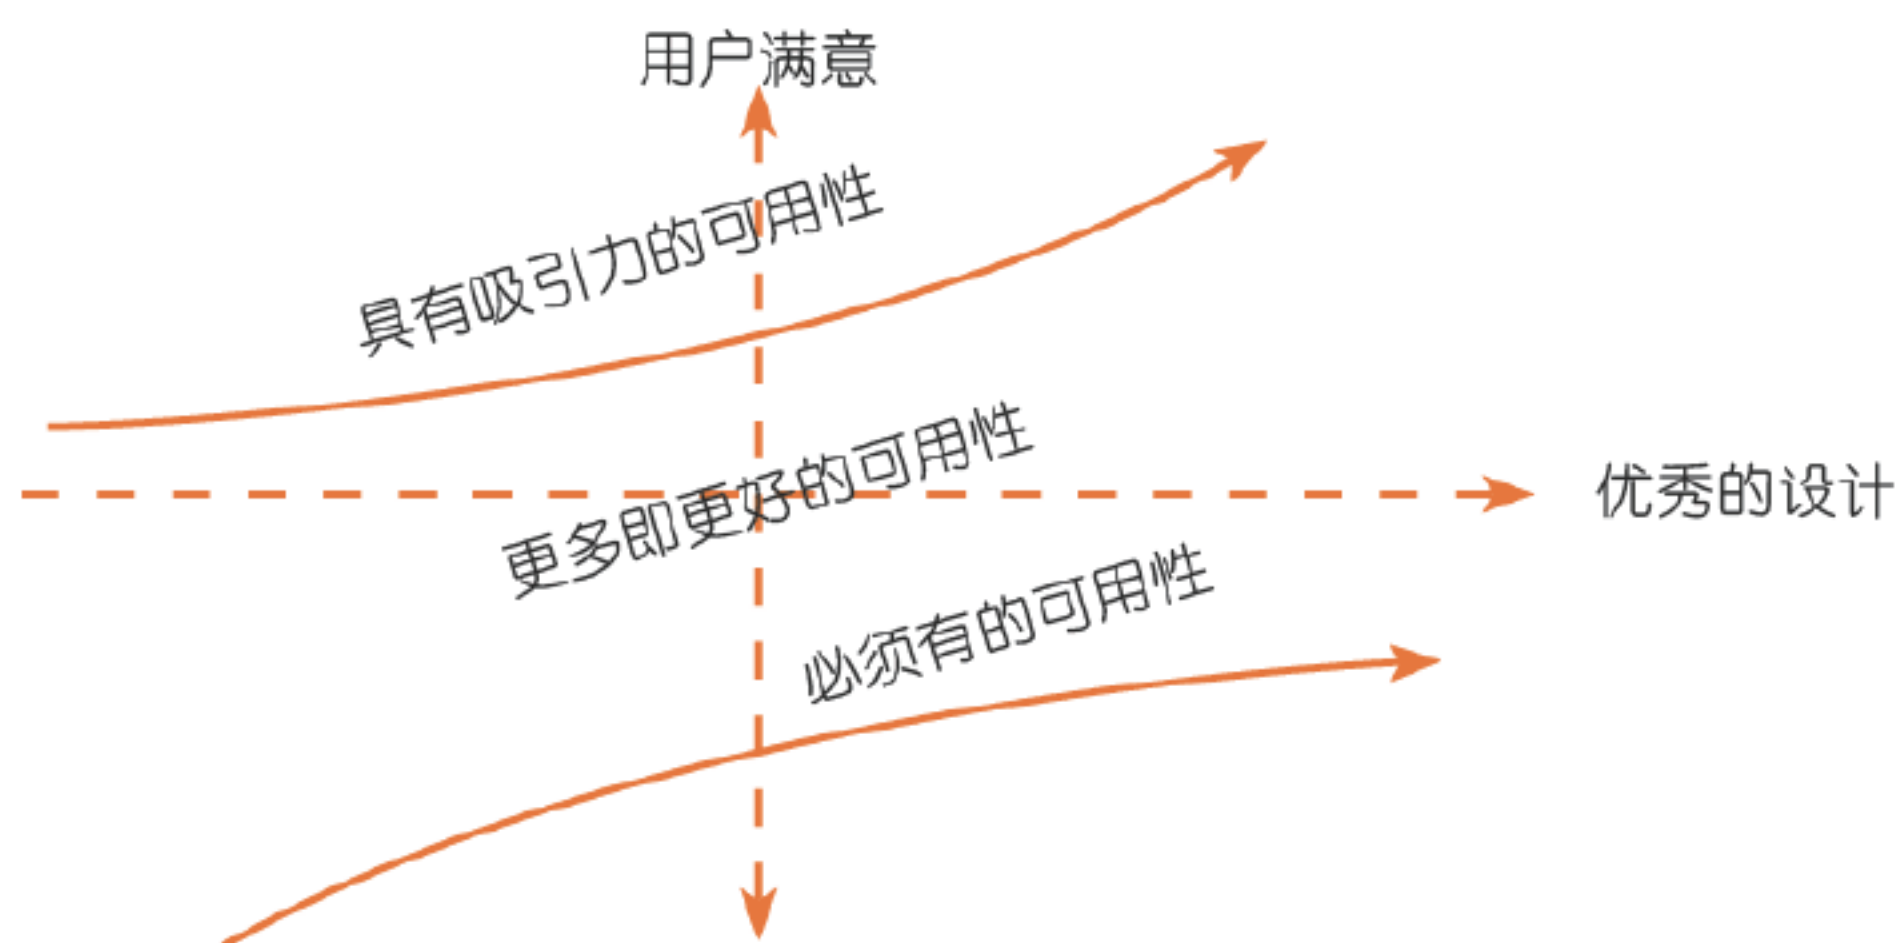 用户满意
具有吸引力的可用性
更多即更好的可用性
优秀的设计
必须有的可用性